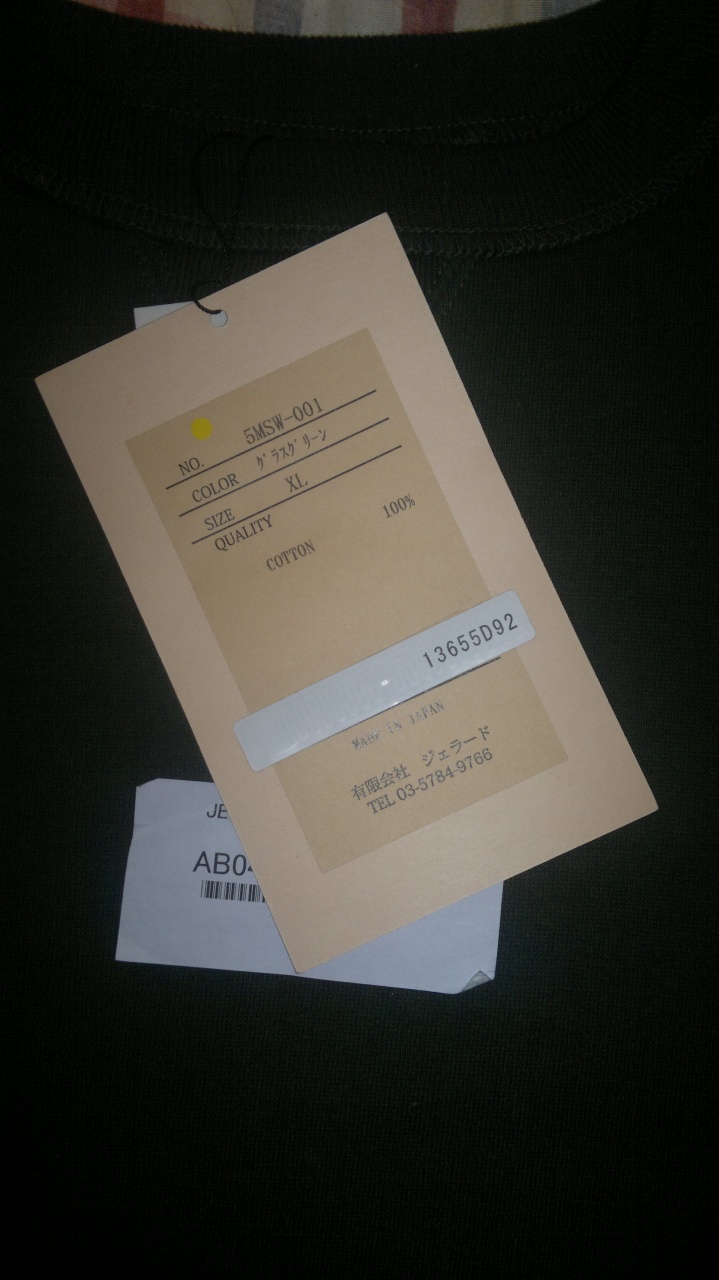 NO. 5MSW-001
COLOR グラスグリーン
SIZE XL
QUALITY
COTTON 100%
13655D92
MADE IN JAPAN
有限会社 ジェラード
TEL 03-5784-9766
JE
AB04